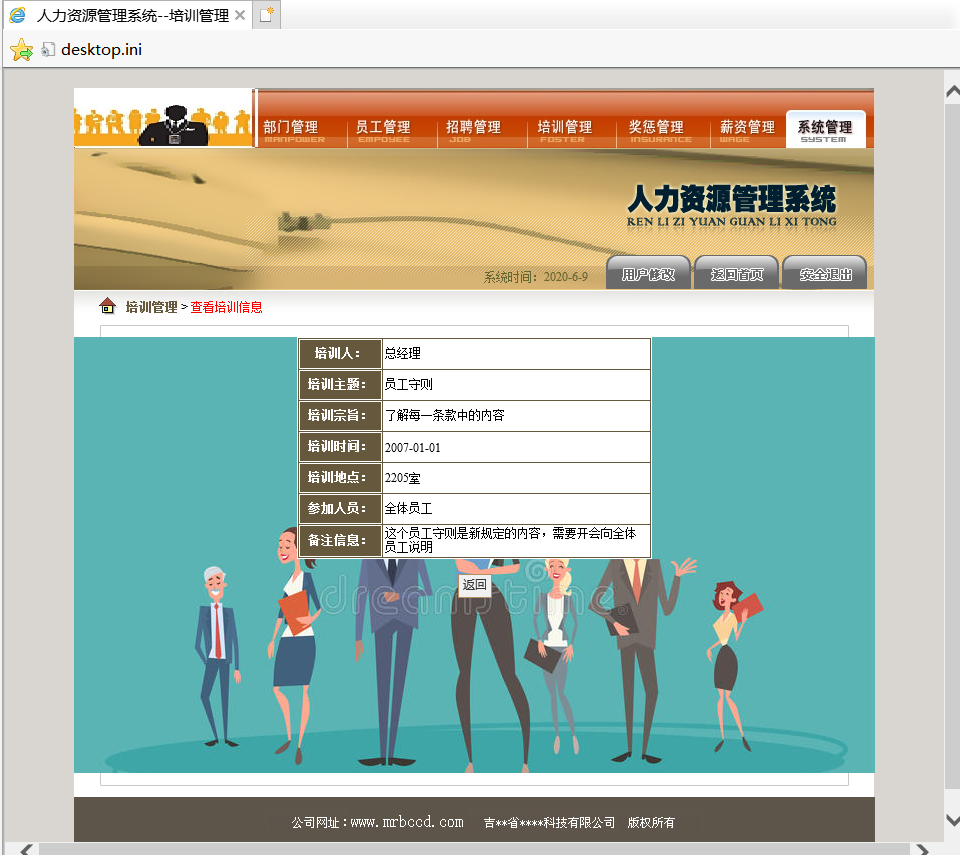 人力资源管理系统--培训管理
desktop.ini
部门管理 员工管理 招聘管理 培训管理 奖惩管理 薪资管理 系统管理
MANPOWER EMPOYEE JOB FOSTER INSURANCE WAGE SYSTEM
人力资源管理系统
REN LI ZI YUAN GUAN LI XI TONG
系统时间：2020-6-9 用户修改 返回首页 安全退出
培训管理 > 查看培训信息
培训人： 总经理
培训主题： 员工守则
培训宗旨： 了解每一条款中的内容
培训时间： 2007-01-01
培训地点： 2205室
参加人员： 全体员工
备注信息： 这个员工守则是新规定的内容，需要开会向全体
员工说明
返回
dreamstime
公司网址：www.mrbccd.com 吉**省****科技有限公司 版权所有